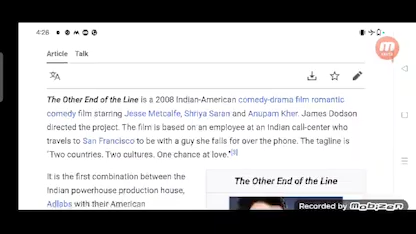 4:26
Article Talk
The Other End of the Line is a 2008 Indian-American comedy-drama film romantic
comedy film starring Jesse Metcalfe, Shriya Saran and Anupam Kher. James Dodson
directed the project. The film is based on an employee at an Indian call-center who
travels to San Francisco to be with a guy she falls for over the phone. The tagline is
"Two countries. Two cultures. One chance at love."[3]
It is the first combination between the
Indian powerhouse production house,
Adlabs with their American
The Other End of the Line
Recorded by Mobizen